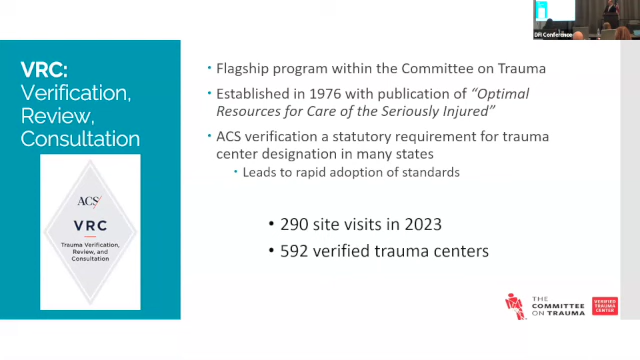 DFI Conference
VRC:
Verification,
Review,
Consultation
ACS
VRC
Trauma Verification,
Review, and
Consultation
• Flagship program within the Committee on Trauma
• Established in 1976 with publication of “Optimal
Resources for Care of the Seriously Injured”
• ACS verification a statutory requirement for trauma
center designation in many states
• Leads to rapid adoption of standards
• 290 site visits in 2023
• 592 verified trauma centers
THE
COMMITTEE
ON TRAUMA
TRAUMA
CENTER